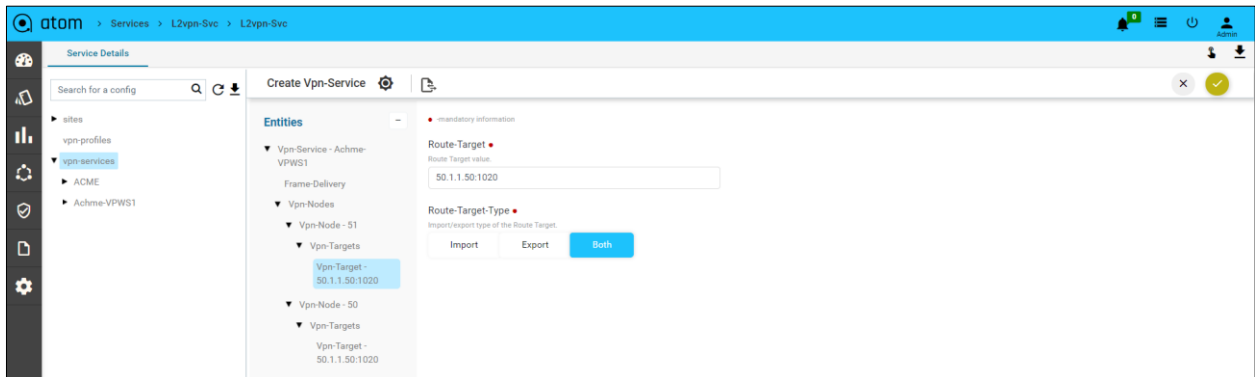 atom > Services > L2vpn-Svc > L2vpn-Svc
0
Admin
Service Details
Search for a config
sites
vpn-profiles
vpn-services
ACME
Achme-VPWS1
Create Vpn-Service
Entities
Vpn-Service - Achme-
VPWS1
Frame-Delivery
Vpn-Nodes
Vpn-Node - 51
Vpn-Targets
Vpn-Target -
50.1.1.50:1020
Vpn-Node - 50
Vpn-Targets
Vpn-Target -
50.1.1.50:1020
-mandatory information
Route-Target
Route Target value.
50.1.1.50:1020
Route-Target-Type
Import/export type of the Route Target.
Import Export Both